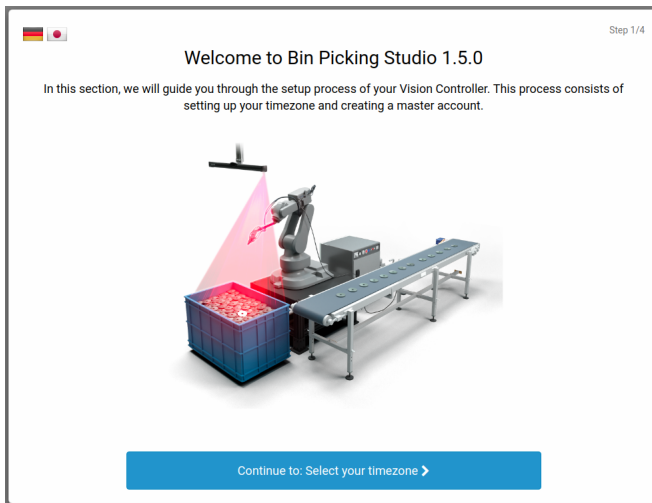 Step 1/4
Welcome to Bin Picking Studio 1.5.0
In this section, we will guide you through the setup process of your Vision Controller. This process consists of
setting up your timezone and creating a master account.
Continue to: Select your timezone